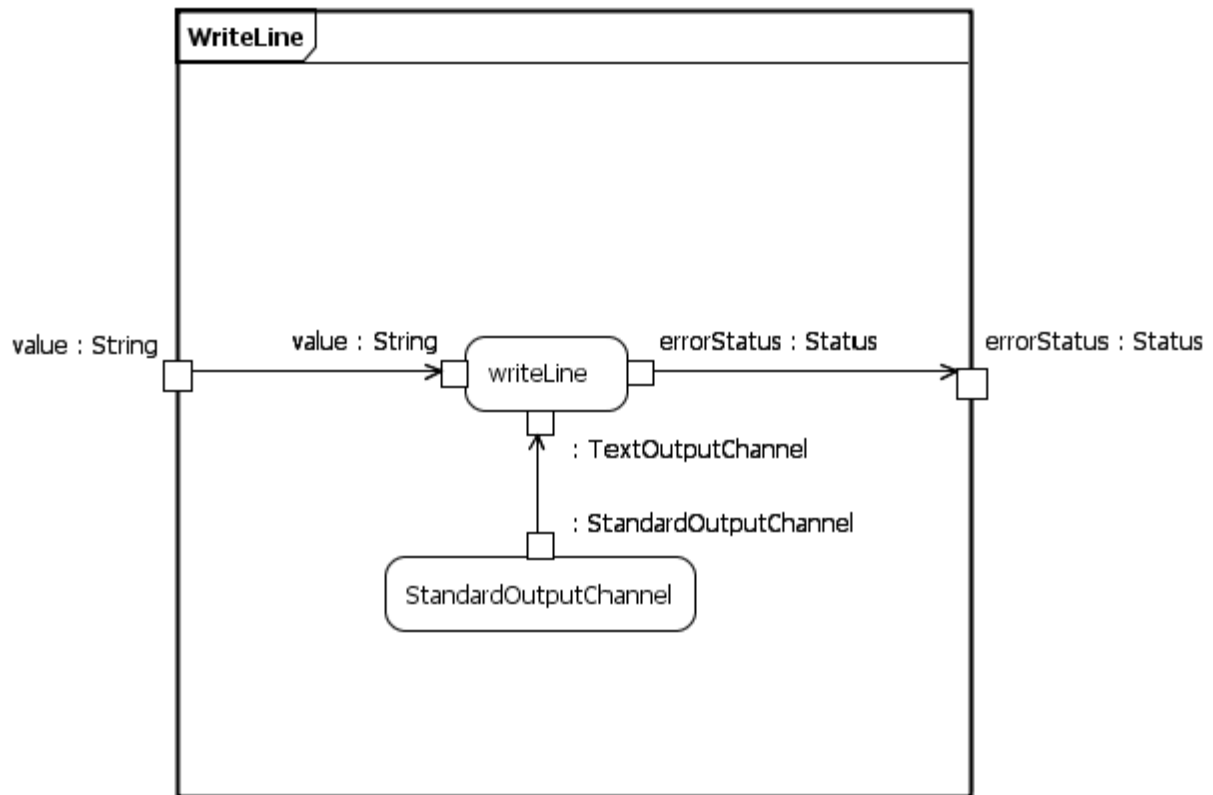 WriteLine
value : String
value : String
errorStatus : Status
errorStatus : Status
writeLine
: TextOutputChannel
: StandardOutputChannel
StandardOutputChannel